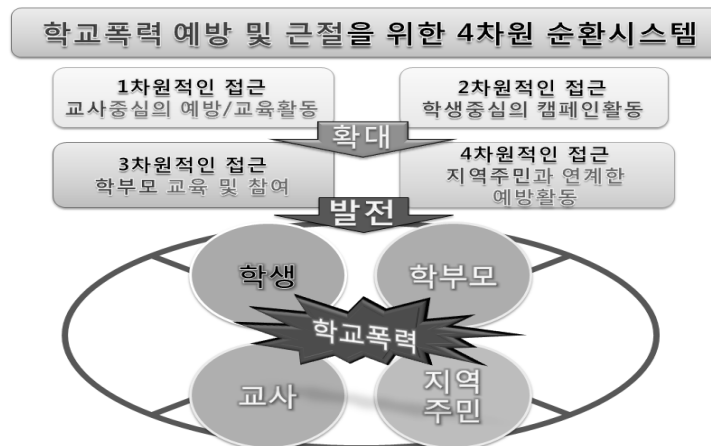 학교폭력 예방 및 근절을 위한 4차원 순환시스템
1차원적인 접근
교사중심의 예방/교육활동
2차원적인 접근
학생중심의 캠페인활동
확대
3차원적인 접근
학부모 교육 및 참여
4차원적인 접근
지역주민과 연계한
예방활동
발전
학생
학부모
학교폭력
교사
지역
주민